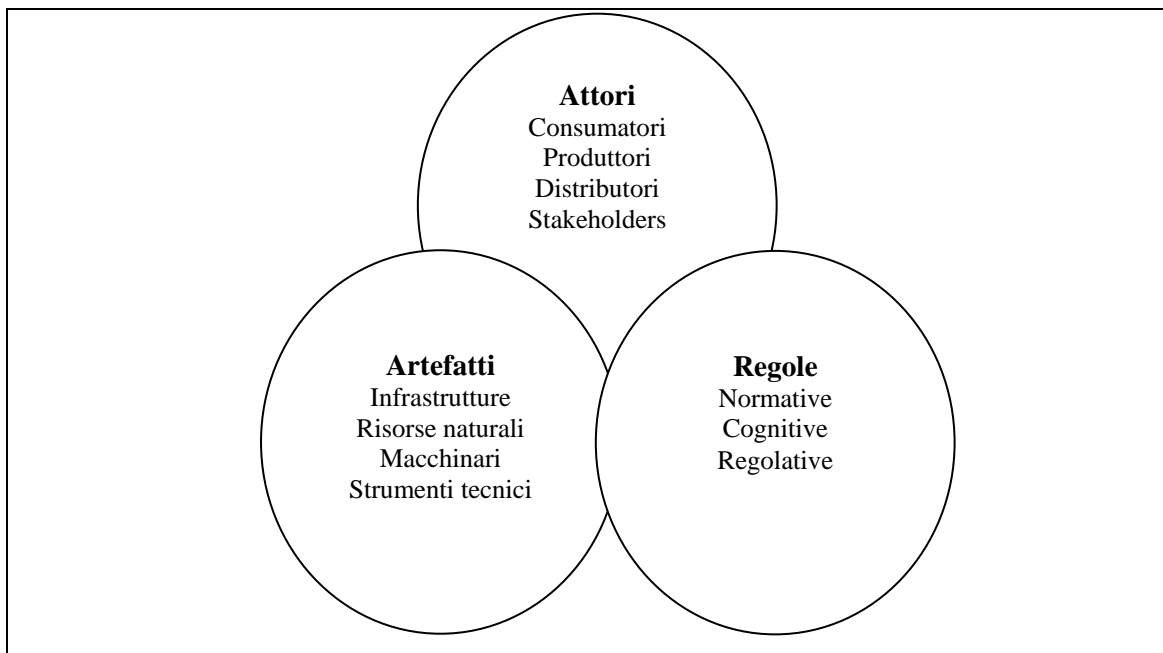 Attori
Consumatori
Produttori
Distributori
Stakeholders
Artefatti
Infrastrutture
Risorse naturali
Macchinari
Strumenti tecnici
Regole
Normative
Cognitive
Regolative